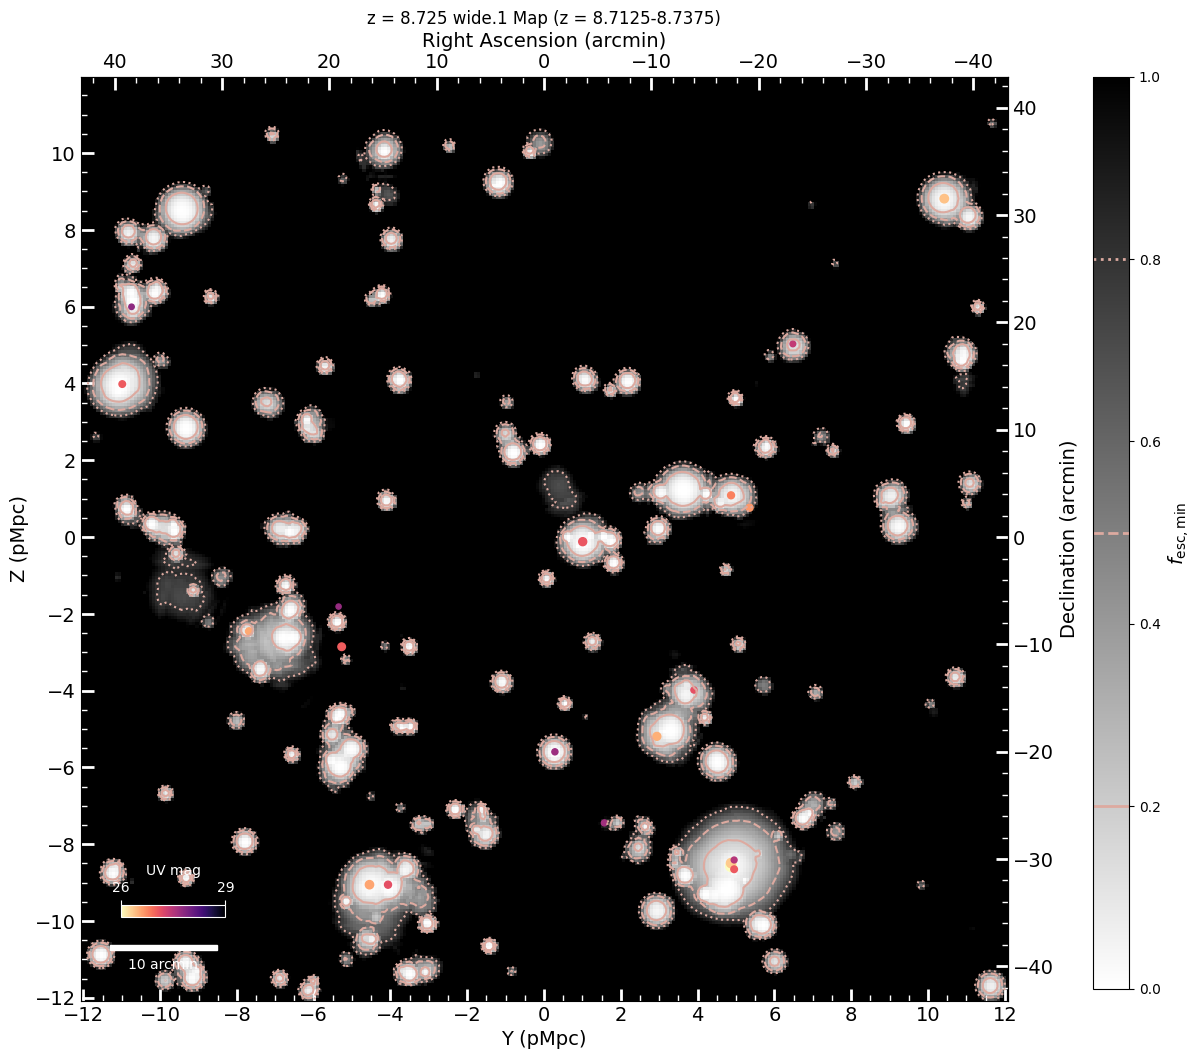 z = 8.725 wide.1 Map (z = 8.7125-8.7375)
Right Ascension (arcmin)
40 30 20 10 0 −10 −20 −30 −40
10
8
6
4
2
0
−2
−4
−6
−8
−10
−12
Z (pMpc)
−12 −10 −8 −6 −4 −2 0 2 4 6 8 10 12
Y (pMpc)
UV mag
26 29
10 arcmin
40
30
20
10
0
−10
−20
−30
−40
Declination (arcmin)
1.0
0.8
0.6
0.4
0.2
0.0
fesc, min